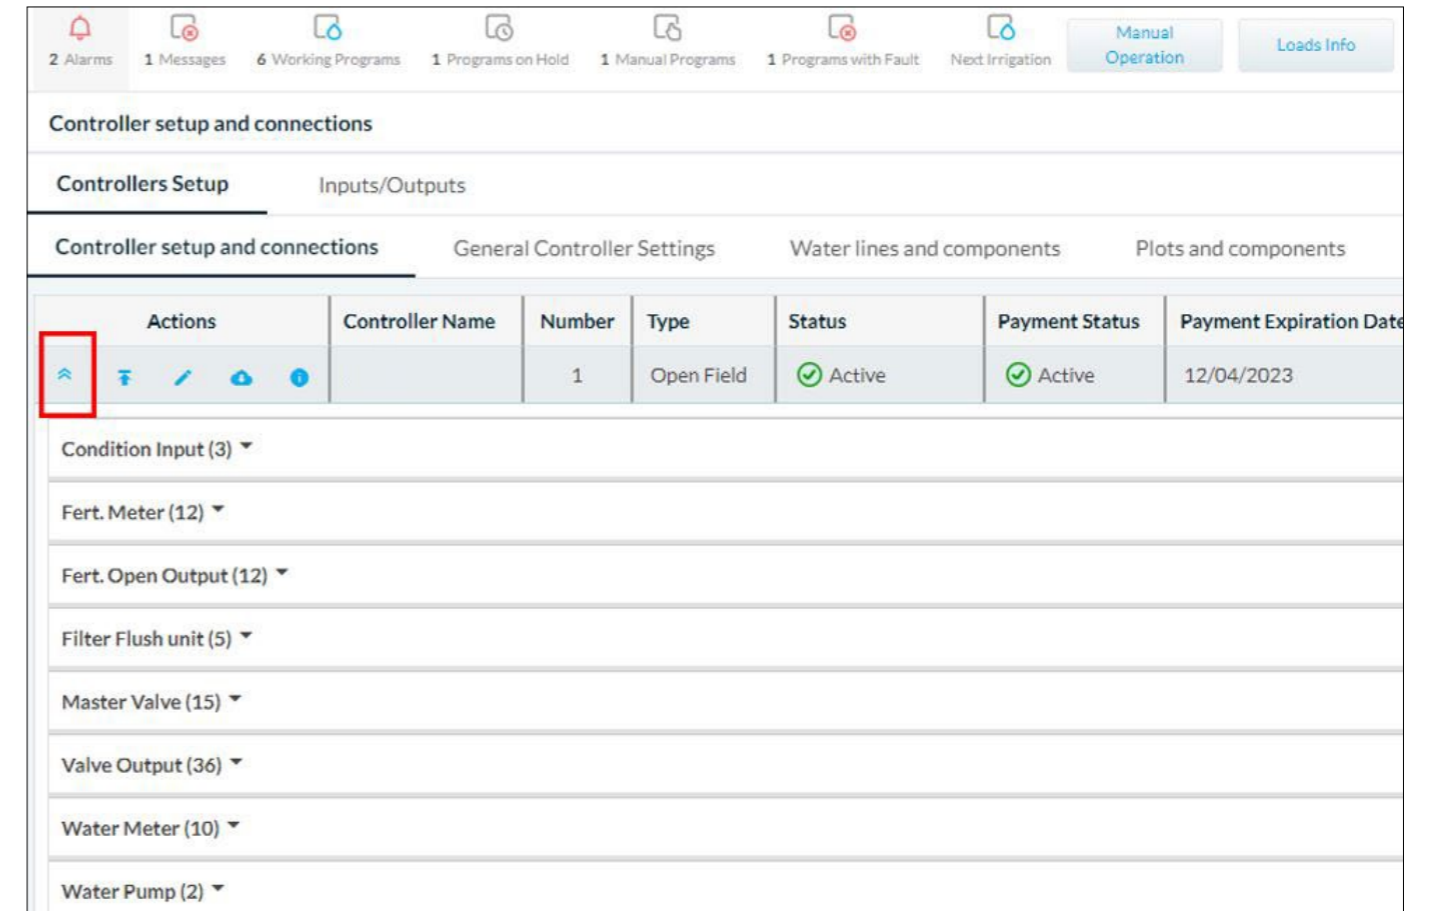 2 Alarms
1 Messages
6 Working Programs
1 Programs on Hold
1 Manual Programs
1 Programs with Fault
Next Irrigation
Manual
Operation
Loads Info
Controller setup and connections
Controllers Setup
Inputs/Outputs
Controller setup and connections
General Controller Settings
Water lines and components
Plots and components
Actions
Controller Name
Number
Type
Status
Payment Status
Payment Expiration Date
1
Open Field
Active
Active
12/04/2023
Condition Input (3)
Fert. Meter (12)
Fert. Open Output (12)
Filter Flush unit (5)
Master Valve (15)
Valve Output (36)
Water Meter (10)
Water Pump (2)